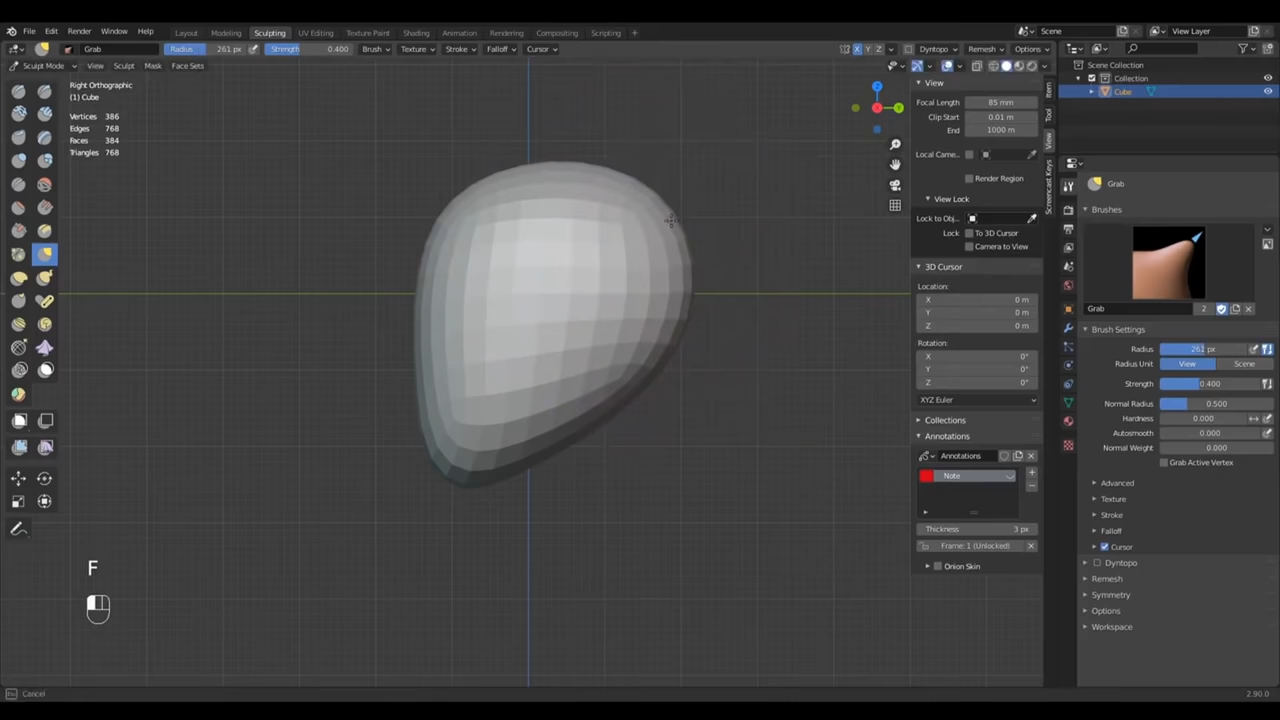 File Edit Render Window Help Layout Modeling Sculpting UV Editing Texture Paint Shading Animation Rendering Compositing Scripting + Scene View Layer
Grab Radius 261 px Strength 0.400 Brush Texture Stroke Falloff Cursor X Y Z Dyntopo Remesh Options
Sculpt Mode View Sculpt Mask Face Sets
Right Orthographic
(1) Cube
Vertices 386
Edges 768
Faces 384
Triangles 768
Z
Y
View
Focal Length 85 mm
Clip Start 0.01 m
End 1000 m
Local Came...
Render Region
View Lock
Lock to Obj...
Lock To 3D Cursor
Camera to View
3D Cursor
Location:
X 0 m
Y 0 m
Z 0 m
Rotation:
X 0°
Y 0°
Z 0°
XYZ Euler
Collections
Annotations
Annotations
Note
Thickness 3 px
Frame: 1 (Unlocked)
Onion Skin
Item
Tool
View
Screencast Keys
Scene Collection
Collection
Cube
Grab
Brushes
Grab 2
Brush Settings
Radius 261 px
Radius Unit View Scene
Strength 0.400
Normal Radius 0.500
Hardness 0.000
Autosmooth 0.000
Normal Weight 0.000
Grab Active Vertex
Advanced
Texture
Stroke
Falloff
Cursor
Dyntopo
Remesh
Symmetry
Options
Workspace
F
Cancel
2.90.0